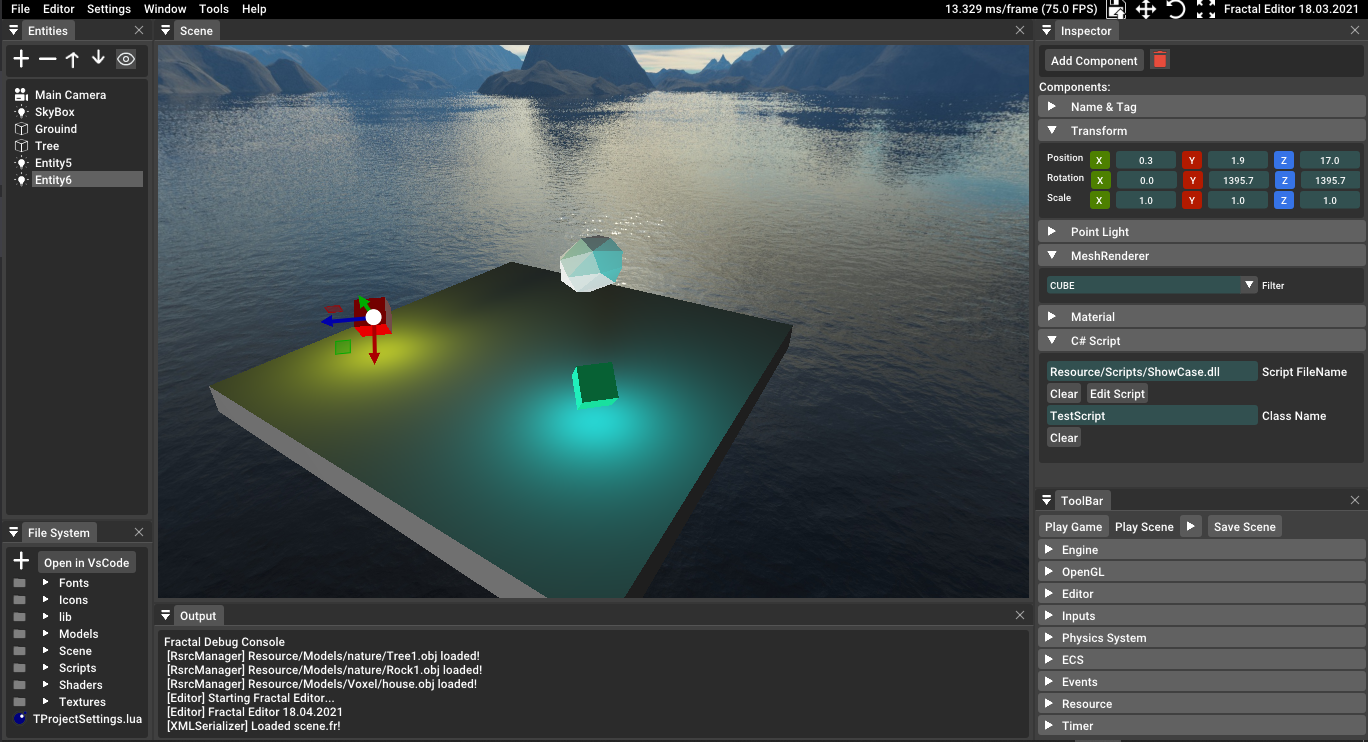 File Editor Settings Window Tools Help 13.329 ms/frame (75.0 FPS) Fractal Editor 18.03.2021
Entities
Main Camera
SkyBox
Ground
Tree
Entity5
Entity6
File System
Open in VsCode
Fonts
Icons
lib
Models
Scene
Scripts
Shaders
Textures
TProjectSettings.lua
Scene
Output
Fractal Debug Console
[RsrcManager] Resource/Models/nature/Tree1.obj loaded!
[RsrcManager] Resource/Models/nature/Rock1.obj loaded!
[RsrcManager] Resource/Models/Voxel/house.obj loaded!
[Editor] Starting Fractal Editor...
[Editor] Fractal Editor 18.04.2021
[XMLSerializer] Loaded scene.fr!
Inspector
Add Component
Components:
Name & Tag
Transform
Position X 0.3 Y 1.9 Z 17.0
Rotation X 0.0 Y 1395.7 Z 1395.7
Scale X 1.0 Y 1.0 Z 1.0
Point Light
MeshRenderer
CUBE Filter
Material
C# Script
Resource/Scripts/ShowCase.dll Script FileName
Clear Edit Script
TestScript Class Name
Clear
ToolBar
Play Game Play Scene Save Scene
Engine
OpenGL
Editor
Inputs
Physics System
ECS
Events
Resource
Timer